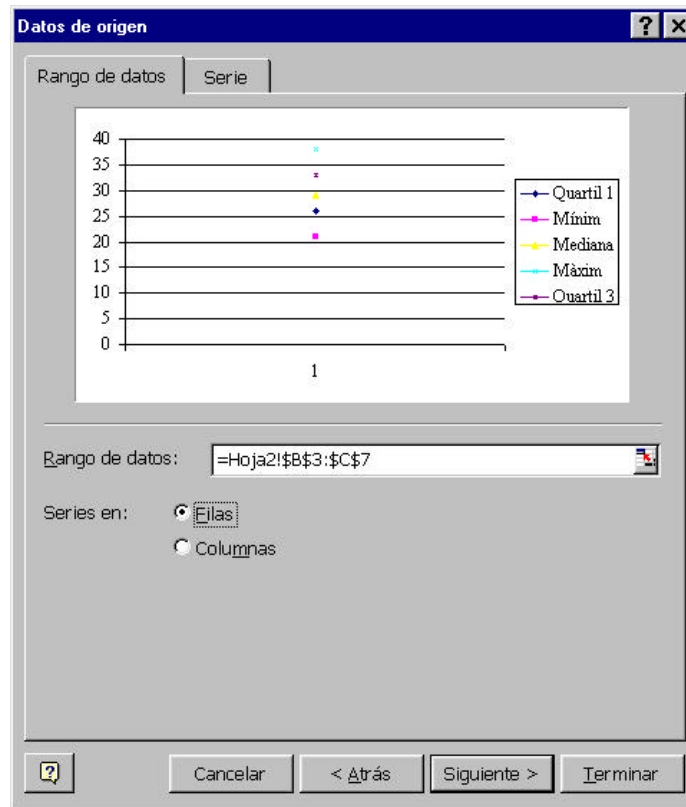 Datos de origen
Rango de datos
Serie
40
35
30
25
20
15
10
5
0
1
Quartil 1
Mínim
Mediana
Màxim
Quartil 3
Rango de datos: =Hoja2!$B$3:$C$7
Series en: Filas
Columnas
Cancelar < Atrás Siguiente > Terminar